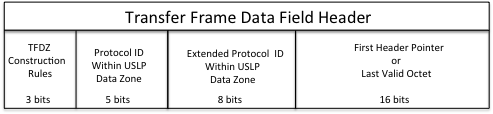 Transfer Frame Data Field Header
TFDZ
Construction
Rules
3 bits
Protocol ID
Within USLP
Data Zone
5 bits
Extended Protocol ID
Within USLP
Data Zone
8 bits
First Header Pointer
or
Last Valid Octet
16 bits